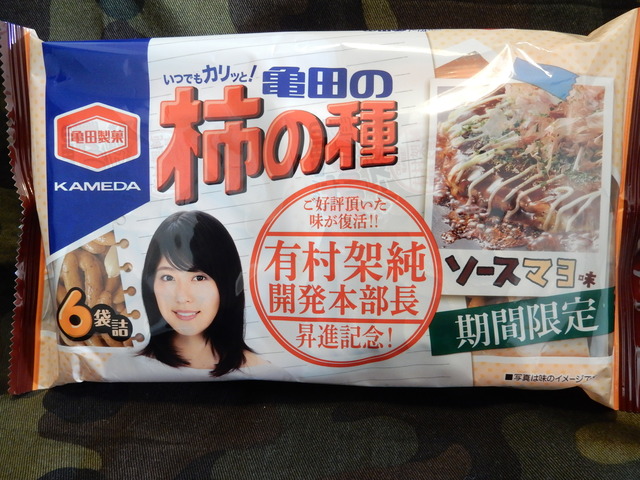 いつでもカリッと!
亀田の
柿の種
亀田製菓
KAMEDA
ご好評頂いた
味が復活!!
有村架純
開発本部長
昇進記念!
ソースマヨ味
期間限定
6袋詰
■写真は味のイメージで